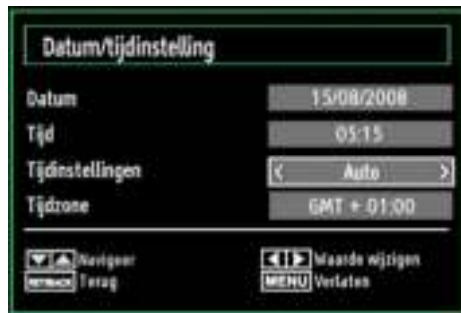 Datum/tijdinstelling
Datum 15/08/2008
Tijd 05:15
Tijdinstellingen < Auto >
Tijdzone GMT + 01:00
Navigeer Waarde wijzigen
Terug MENU Verlaten